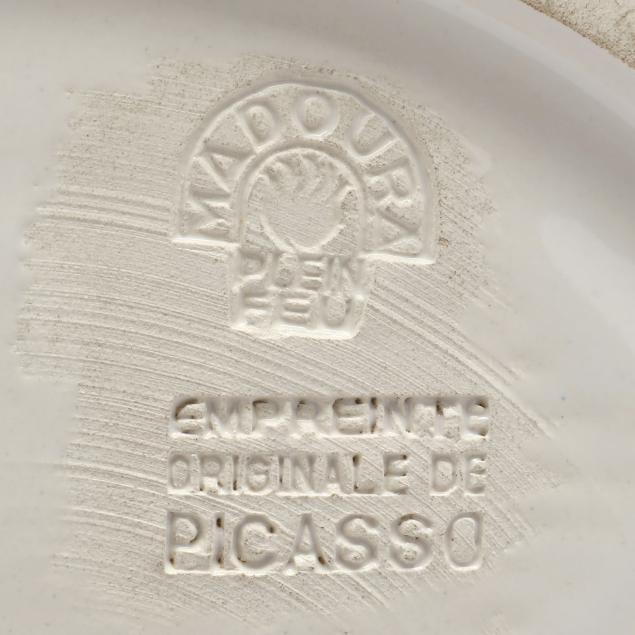 MADOURA
PLEIN
FEU
EMPREINTE
ORIGINALE DE
PICASSO